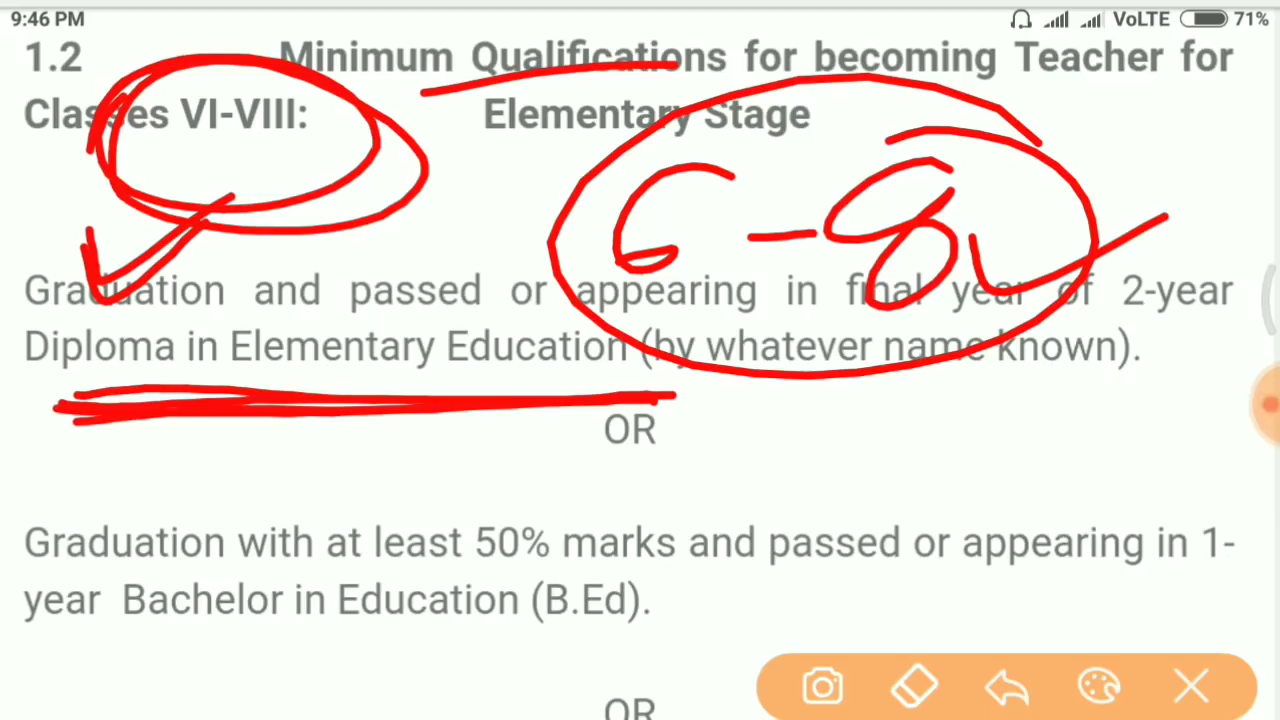 9:46 PM VoLTE 71%
1.2 Minimum Qualifications for becoming Teacher for
Classes VI-VIII: Elementary Stage
6-8
Graduation and passed or appearing in final year of 2-year
Diploma in Elementary Education (by whatever name known).
OR
Graduation with at least 50% marks and passed or appearing in 1-
year Bachelor in Education (B.Ed).
OR